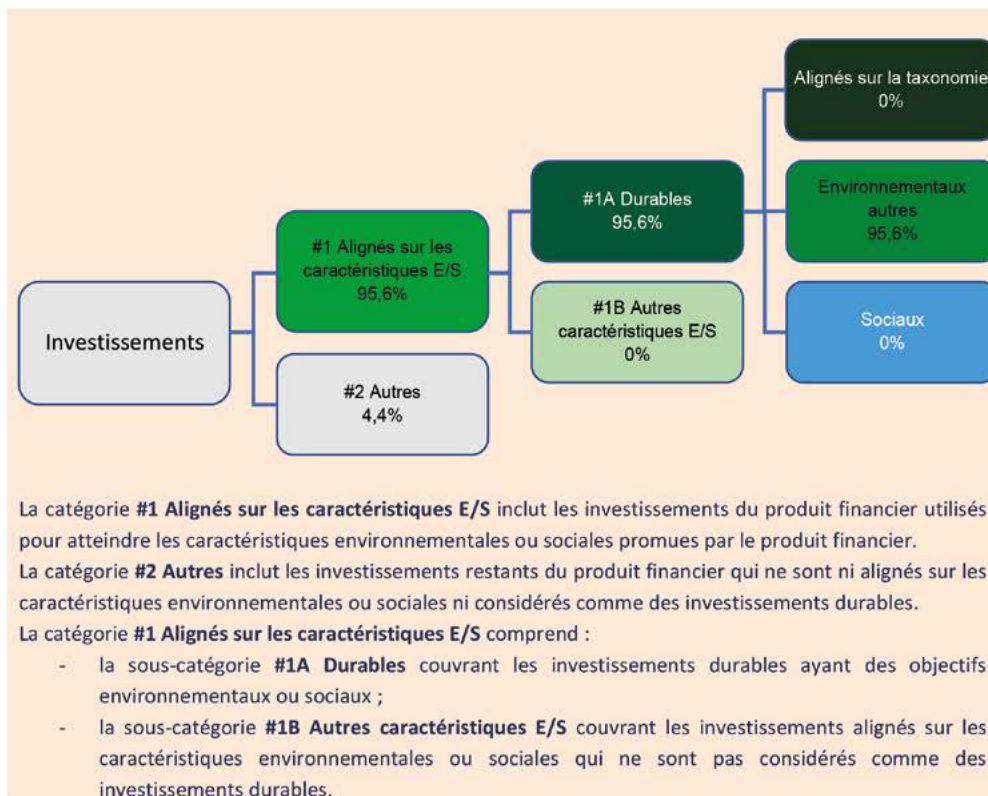 Alignés sur la taxonomie
0%
#1A Durables
95,6%
Environnementaux
autres
95,6%
#1 Alignés sur les
caractéristiques E/S
95,6%
#1B Autres
caractéristiques E/S
0%
Sociaux
0%
Investissements
#2 Autres
4,4%
La catégorie #1 Alignés sur les caractéristiques E/S inclut les investissements du produit financier utilisés
pour atteindre les caractéristiques environnementales ou sociales promues par le produit financier.
La catégorie #2 Autres inclut les investissements restants du produit financier qui ne sont ni alignés sur les
caractéristiques environnementales ou sociales ni considérés comme des investissements durables.
La catégorie #1 Alignés sur les caractéristiques E/S comprend :
- la sous-catégorie #1A Durables couvrant les investissements durables ayant des objectifs
environnementaux ou sociaux ;
- la sous-catégorie #1B Autres caractéristiques E/S couvrant les investissements alignés sur les
caractéristiques environnementales ou sociales qui ne sont pas considérés comme des
investissements durables.